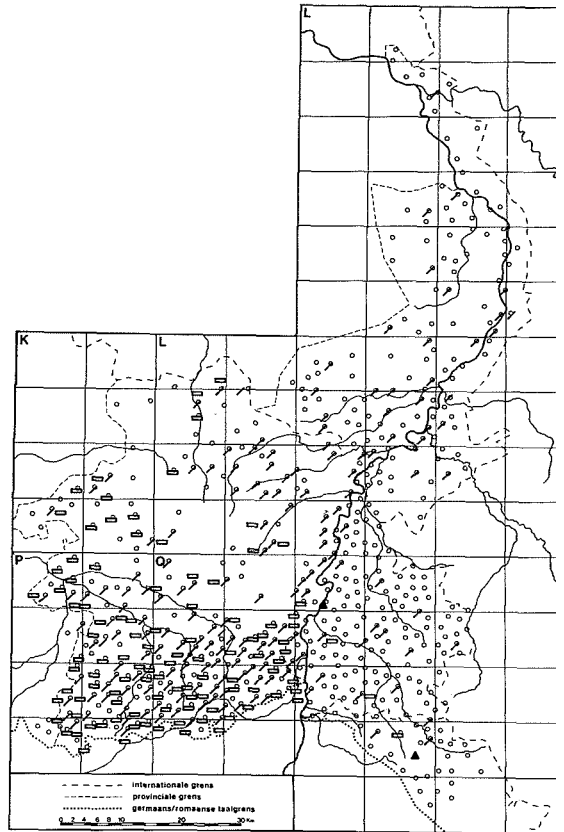 L
K
L
P
Q
internationale grens
provinciale grens
germaans/romaanse taalgrens
0 2 4 6 8 10 20 30 Km